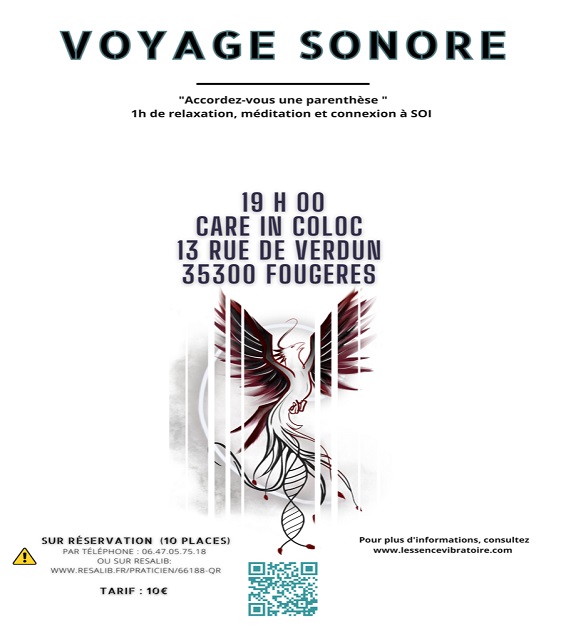 VOYAGE SONORE
"Accordez-vous une parenthèse "
1h de relaxation, méditation et connexion à SOI
19 H 00
CARE IN COLOC
13 RUE DE VERDUN
35300 FOUGERES
SUR RÉSERVATION (10 PLACES)
PAR TÉLÉPHONE : 06.47.05.75.18
OU SUR RESALIB:
WWW.RESALIB.FR/PRATICIEN/66188-QR
TARIF : 10€
Pour plus d'informations, consultez
www.lessencevibratoire.com